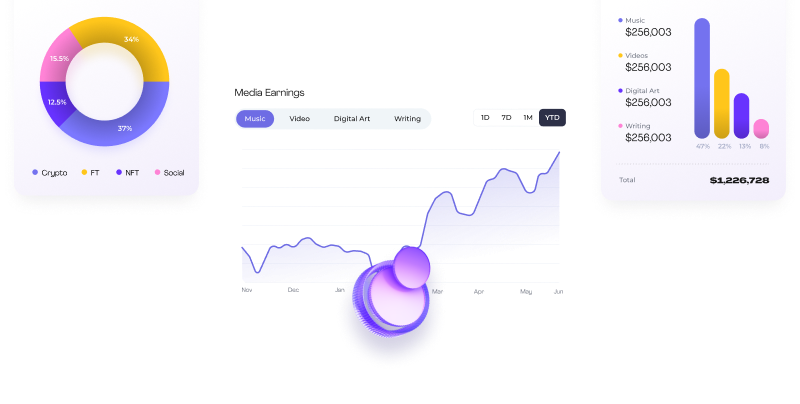 34%
15.5%
12.5%
37%
Crypto FT NFT Social
Media Earnings
Music Video Digital Art Writing
1D 7D 1M YTD
Nov Dec Jan Mar Apr May Jun
Music
$256,003
Videos
$256,003
Digital Art
$256,003
Writing
$256,003
47% 22% 13% 8%
Total $1,226,728